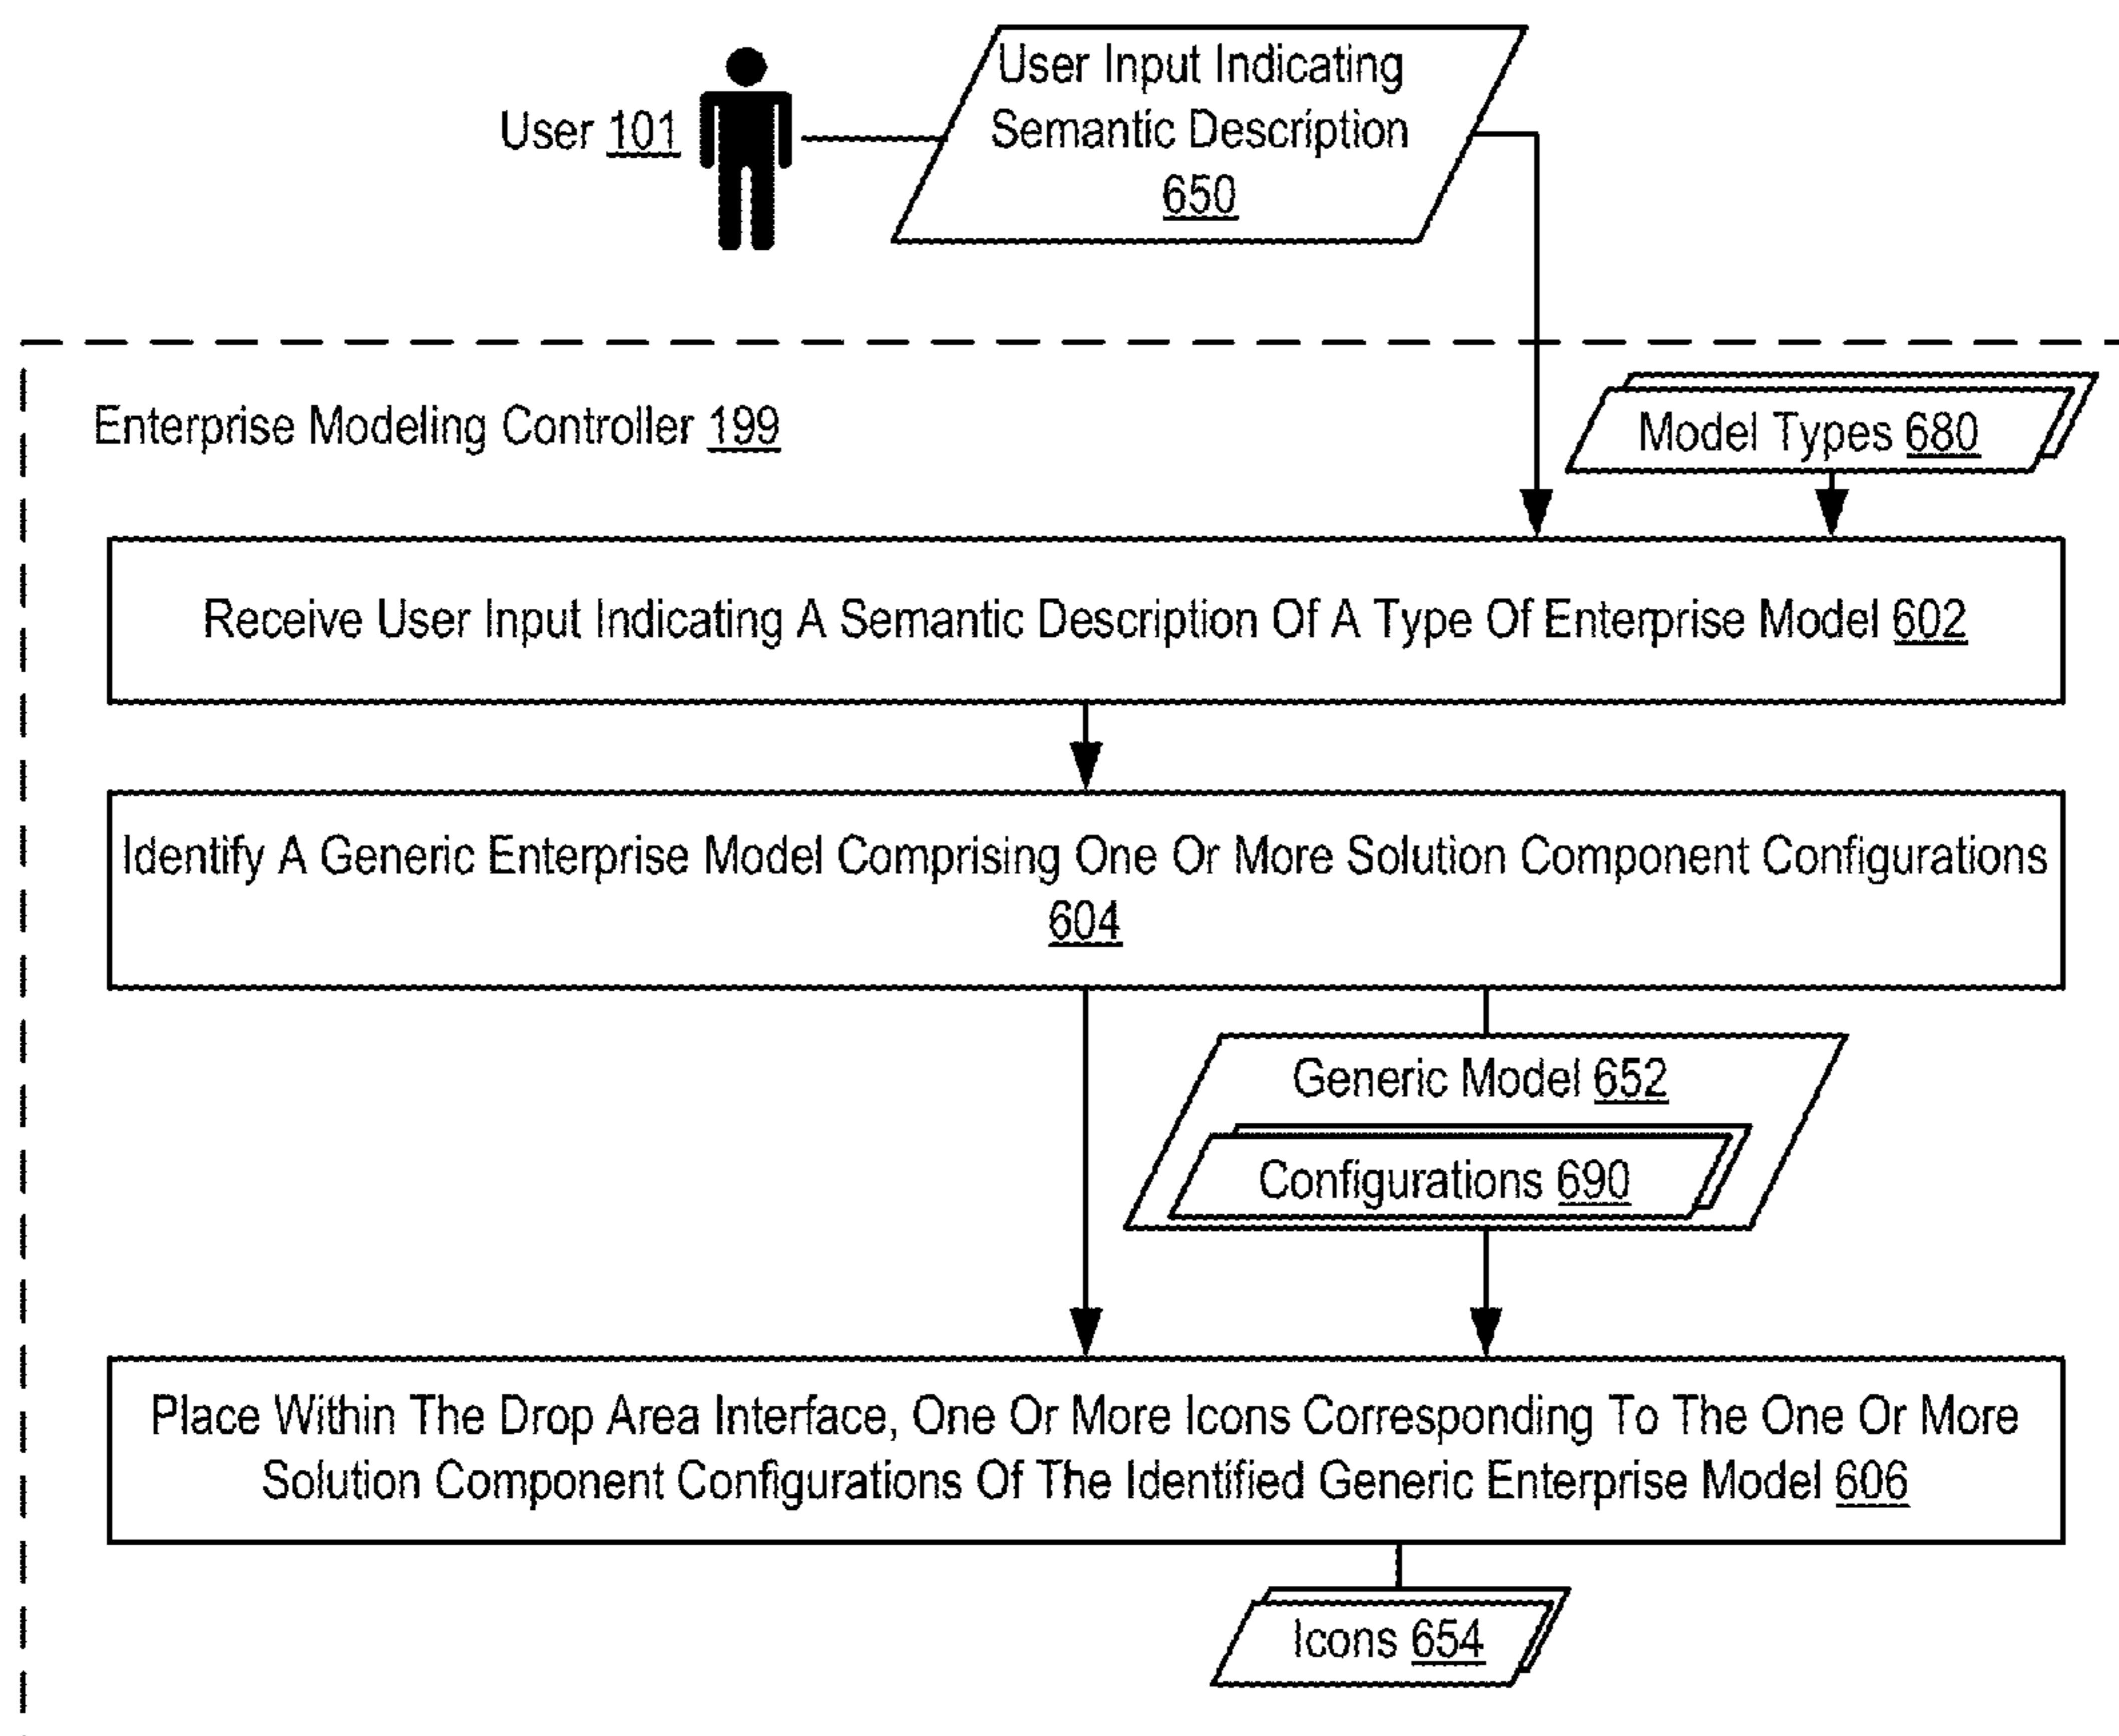 User Input Indicating
Semantic Description
650
User 101
Enterprise Modeling Controller 199
Model Types 680
Receive User Input Indicating A Semantic Description Of A Type Of Enterprise Model 602
Identify A Generic Enterprise Model Comprising One Or More Solution Component Configurations
604
Generic Model 652
Configurations 690
Place Within The Drop Area Interface, One Or More Icons Corresponding To The One Or More
Solution Component Configurations Of The Identified Generic Enterprise Model 606
Icons 654